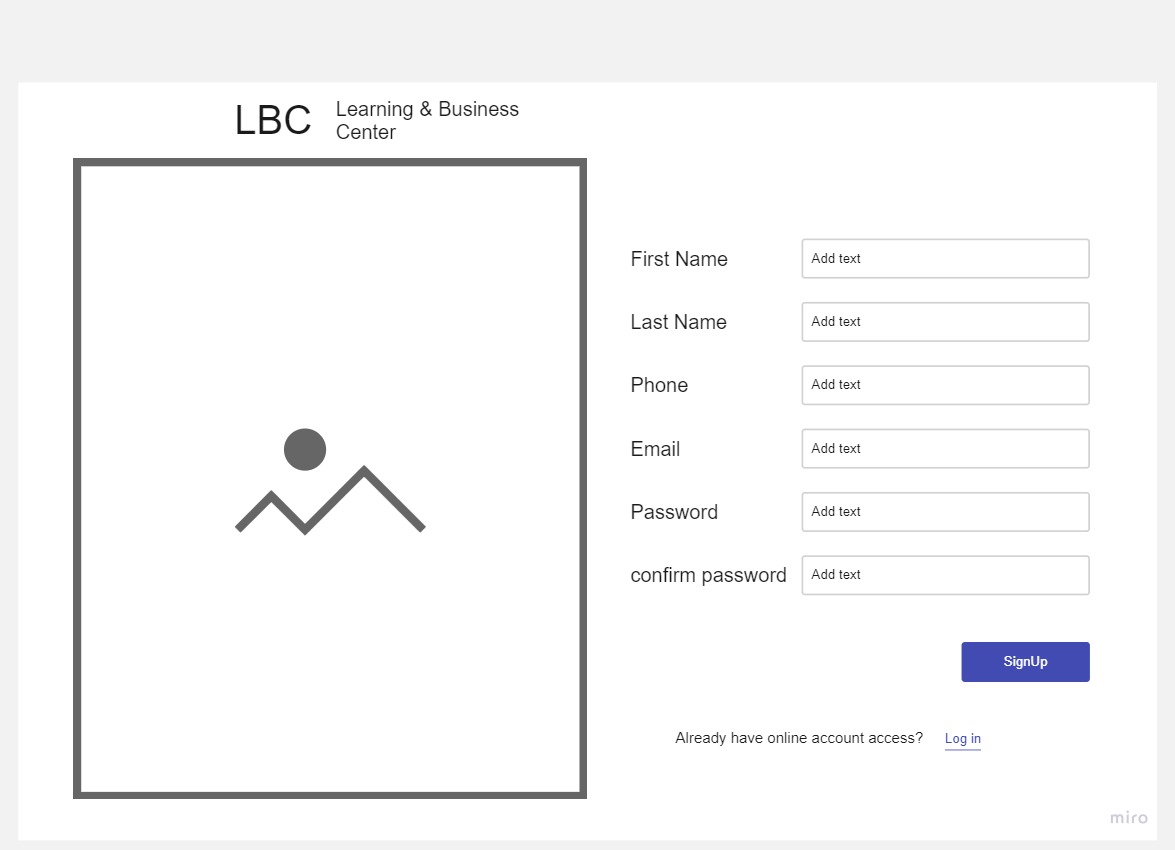 LBC
Learning & Business
Center
First Name
Add text
Last Name
Add text
Phone
Add text
Email
Add text
Password
Add text
confirm password
Add text
SignUp
Already have online account access?
Log in
miro